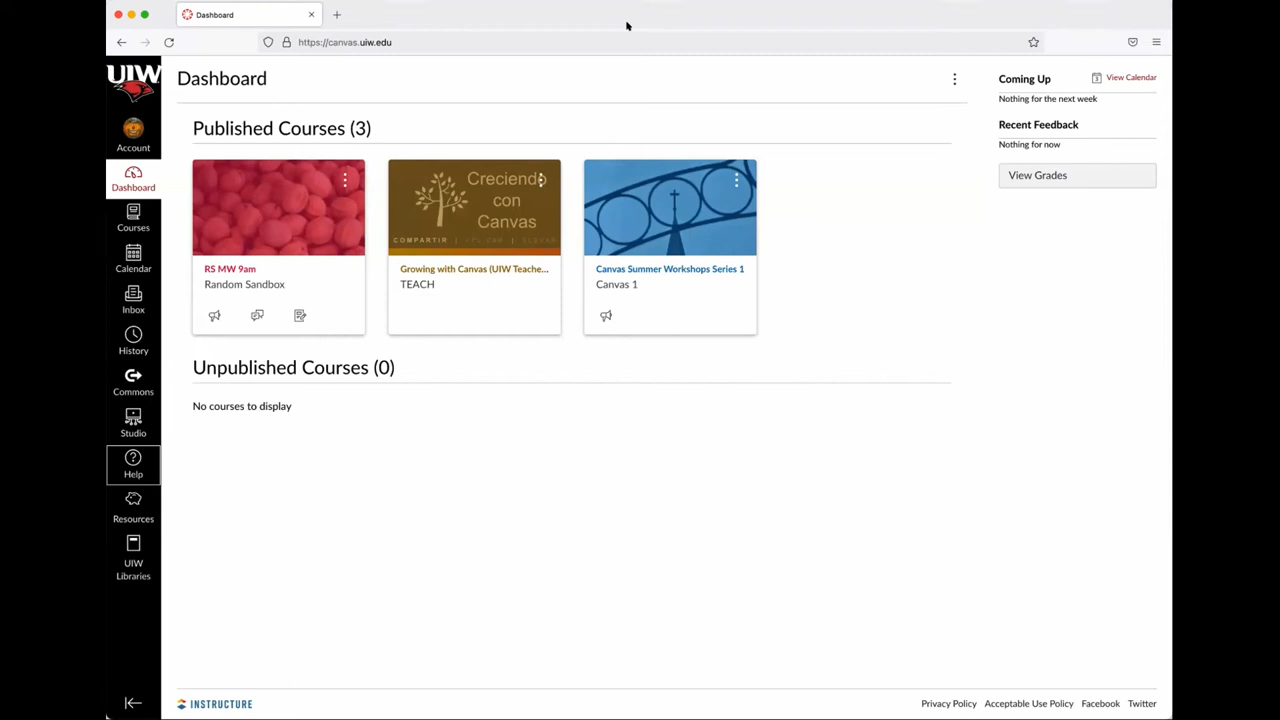 Dashboard
https://canvas.uiw.edu
UIW
Account
Dashboard
Courses
Calendar
Inbox
History
Commons
Studio
Help
Resources
UIW
Libraries
Dashboard
Published Courses (3)
RS MW 9am
Random Sandbox
Creciendo
con
Canvas
COMPARTIR
Growing with Canvas (UIW Teache...
TEACH
Canvas Summer Workshops Series 1
Canvas 1
Unpublished Courses (0)
No courses to display
Coming Up
View Calendar
Nothing for the next week
Recent Feedback
Nothing for now
View Grades
INSTRUCTURE
Privacy Policy
Acceptable Use Policy
Facebook
Twitter